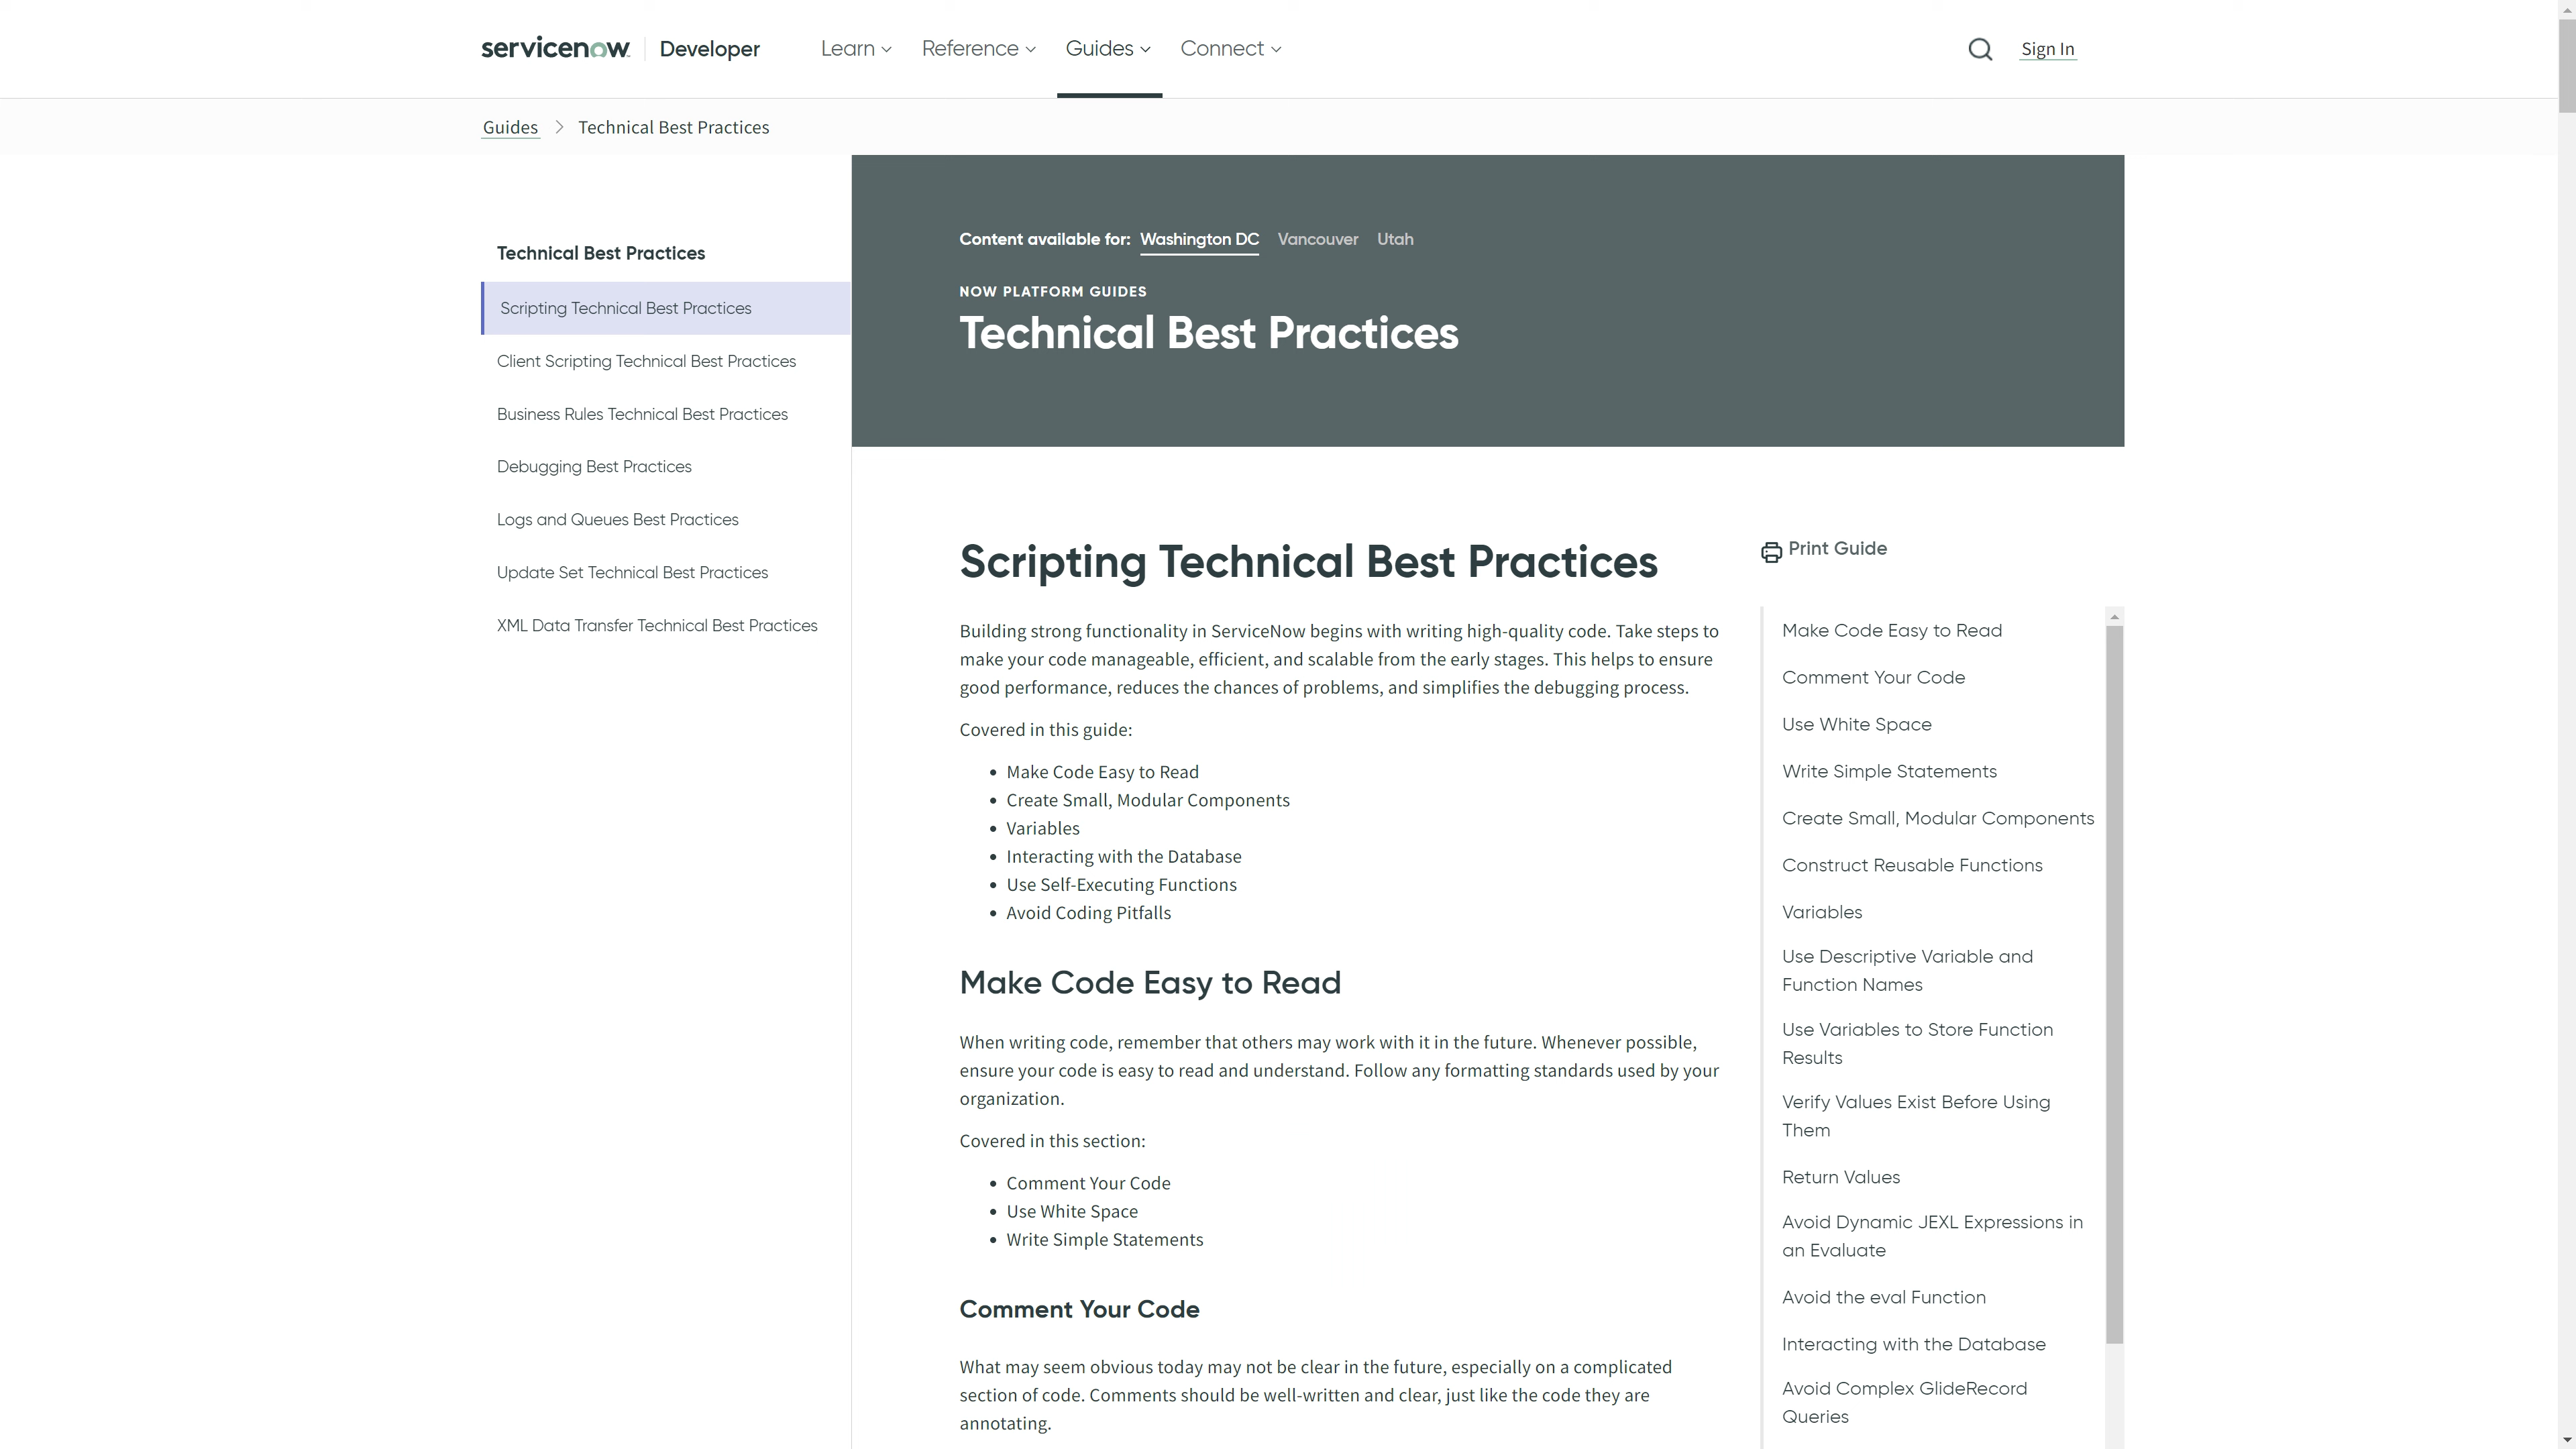 servicenow Developer Learn Reference Guides Connect Sign In
Guides > Technical Best Practices
Technical Best Practices
Scripting Technical Best Practices
Client Scripting Technical Best Practices
Business Rules Technical Best Practices
Debugging Best Practices
Logs and Queues Best Practices
Update Set Technical Best Practices
XML Data Transfer Technical Best Practices
Content available for: Washington DC Vancouver Utah
NOW PLATFORM GUIDES
Technical Best Practices
Scripting Technical Best Practices
Building strong functionality in ServiceNow begins with writing high-quality code. Take steps to
make your code manageable, efficient, and scalable from the early stages. This helps to ensure
good performance, reduces the chances of problems, and simplifies the debugging process.
Covered in this guide:
• Make Code Easy to Read
• Create Small, Modular Components
• Variables
• Interacting with the Database
• Use Self-Executing Functions
• Avoid Coding Pitfalls
Make Code Easy to Read
When writing code, remember that others may work with it in the future. Whenever possible,
ensure your code is easy to read and understand. Follow any formatting standards used by your
organization.
Covered in this section:
• Comment Your Code
• Use White Space
• Write Simple Statements
Comment Your Code
What may seem obvious today may not be clear in the future, especially on a complicated
section of code. Comments should be well-written and clear, just like the code they are
annotating.
Print Guide
Make Code Easy to Read
Comment Your Code
Use White Space
Write Simple Statements
Create Small, Modular Components
Construct Reusable Functions
Variables
Use Descriptive Variable and
Function Names
Use Variables to Store Function
Results
Verify Values Exist Before Using
Them
Return Values
Avoid Dynamic JEXL Expressions in
an Evaluate
Avoid the eval Function
Interacting with the Database
Avoid Complex GlideRecord
Queries